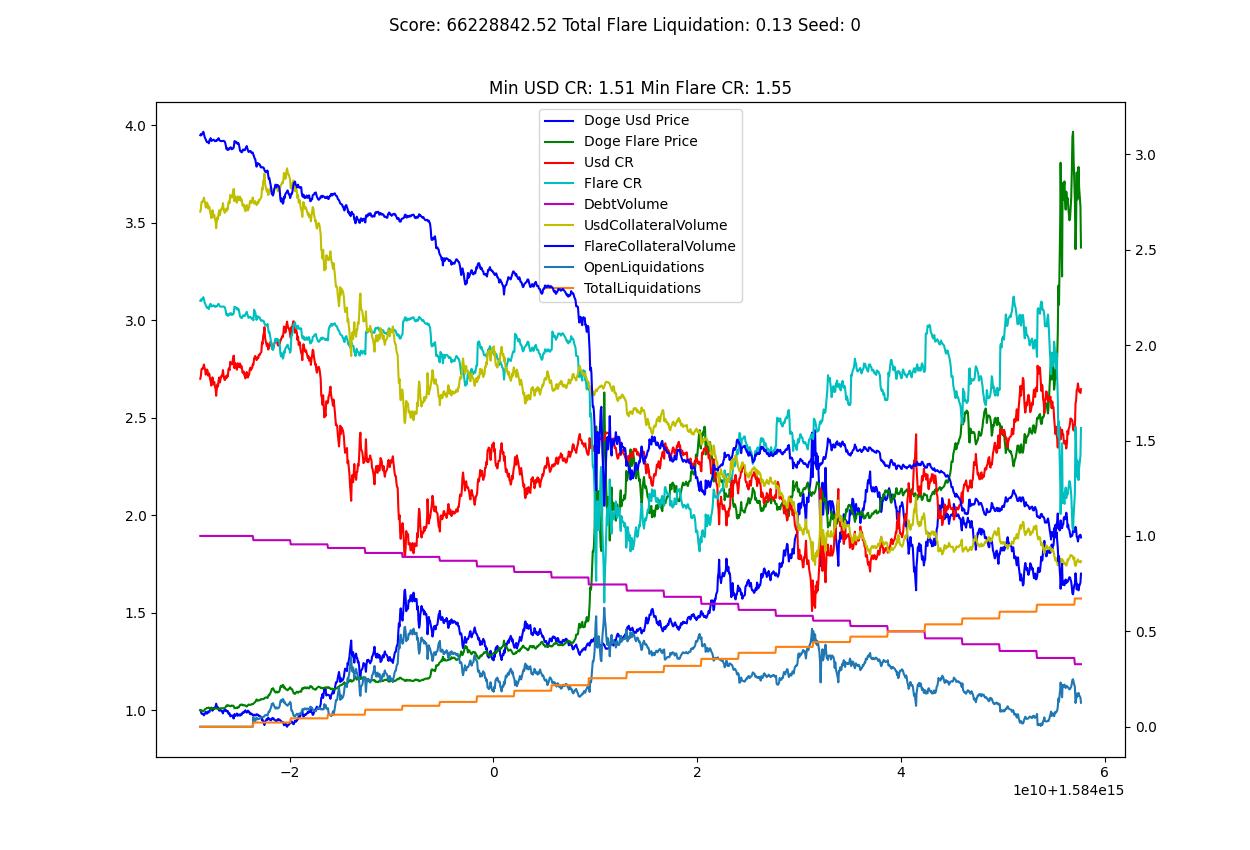 Score: 66228842.52 Total Flare Liquidation: 0.13 Seed: 0
Min USD CR: 1.51 Min Flare CR: 1.55
Doge Usd Price
Doge Flare Price
Usd CR
Flare CR
DebtVolume
UsdCollateralVolume
FlareCollateralVolume
OpenLiquidations
TotalLiquidations
4.0
3.5
3.0
2.5
2.0
1.5
1.0
3.0
2.5
2.0
1.5
1.0
0.5
0.0
−2 0 2 4 6
1e10+1.584e15